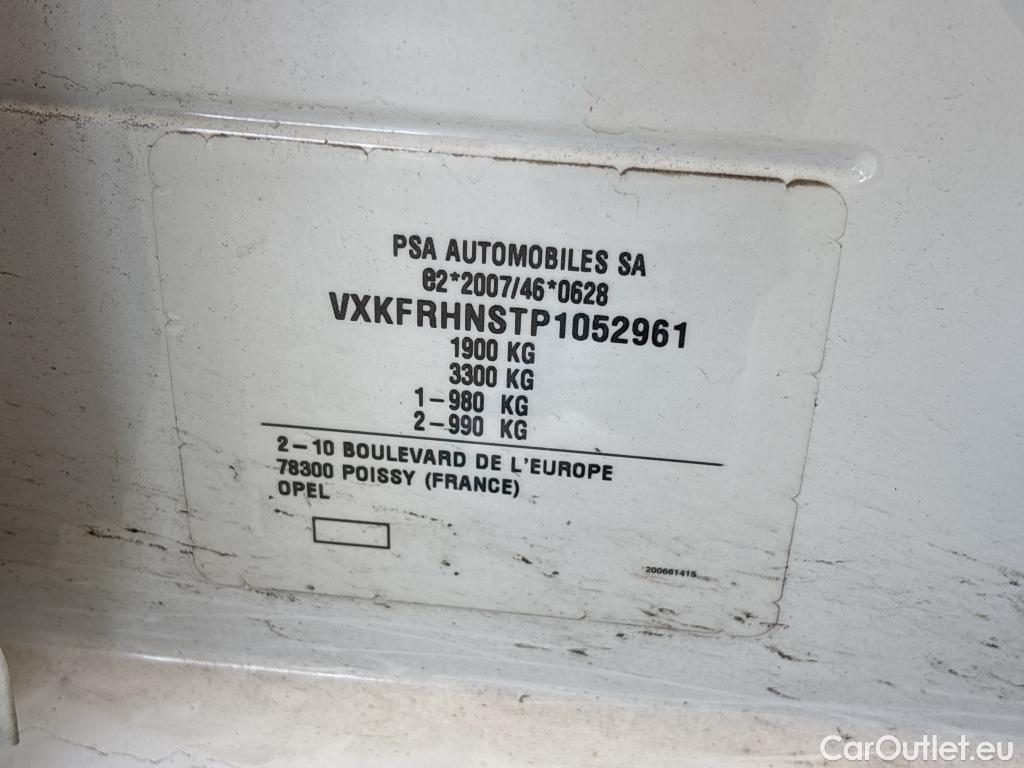 PSA AUTOMOBILES SA
e2*2007/46*0628
VXKFRHNSTP1052961
1900 KG
3300 KG
1-980 KG
2-990 KG
2-10 BOULEVARD DE L'EUROPE
78300 POISSY (FRANCE)
OPEL
200661415
CarOutlet.eu